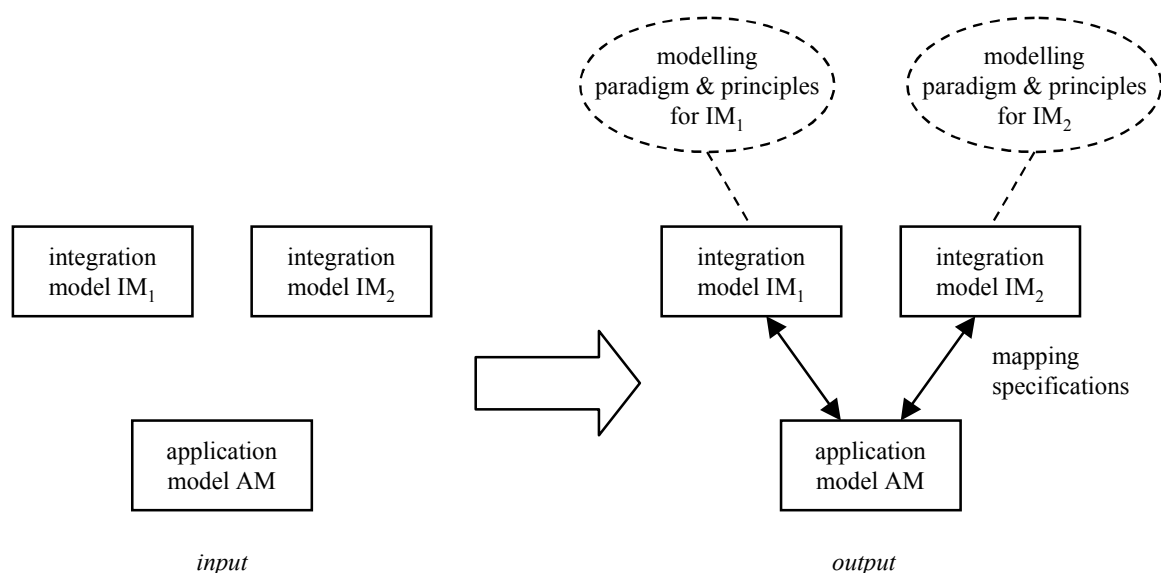 modelling
paradigm & principles
for IM₁
modelling
paradigm & principles
for IM₂
integration
model IM₁
integration
model IM₂
integration
model IM₁
integration
model IM₂
mapping
specifications
application
model AM
application
model AM
input
output